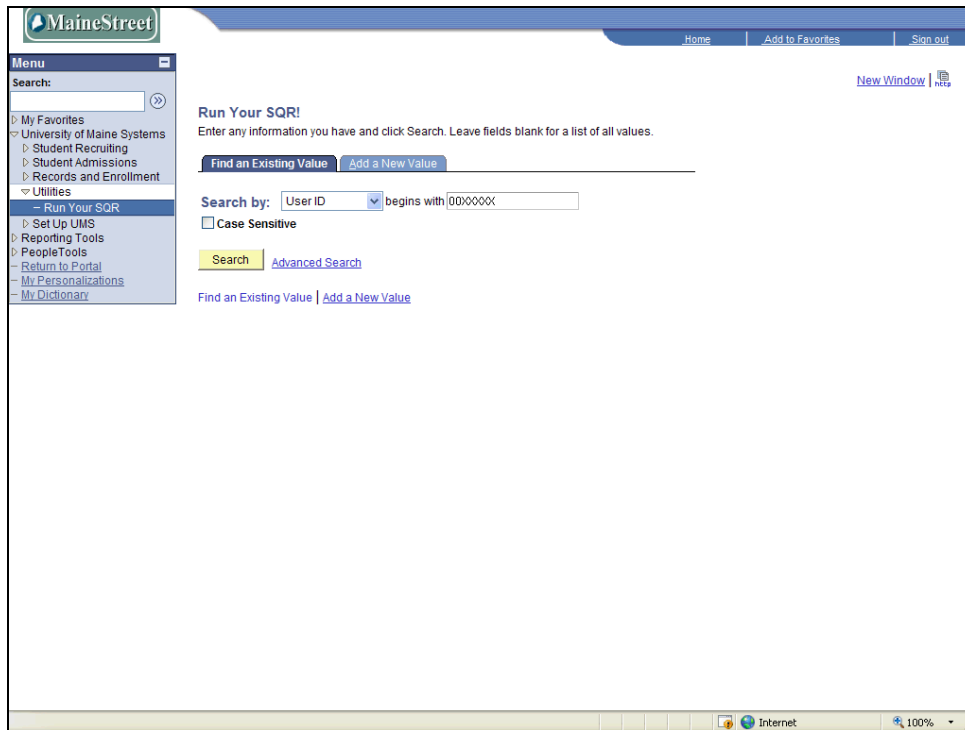 MaineStreet
Home Add to Favorites Sign out
Menu
Search:
New Window | http
My Favorites
University of Maine Systems
Student Recruiting
Student Admissions
Records and Enrollment
Utilities
– Run Your SQR
Set Up UMS
Reporting Tools
PeopleTools
– Return to Portal
– My Personalizations
– My Dictionary
Run Your SQR!
Enter any information you have and click Search. Leave fields blank for a list of all values.
Find an Existing Value Add a New Value
Search by: User ID begins with 00XXXXX
Case Sensitive
Search Advanced Search
Find an Existing Value | Add a New Value
Internet 100%